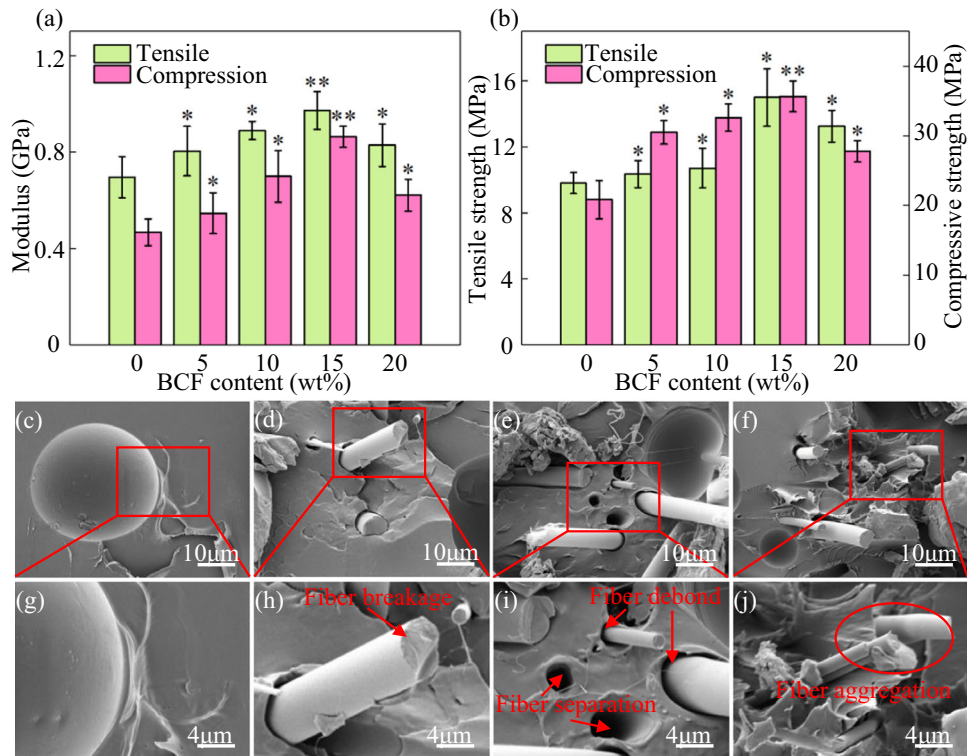 (a)
1.2
0.8
0.4
0
Modulus (GPa)
Tensile
Compression
*
*
**
*
*
*
**
*
0
5
10
15
20
BCF content (wt%)
(b)
16
12
8
4
0
Tensile strength (MPa)
Tensile
Compression
*
*
*
*
*
**
*
*
0
5
10
15
20
BCF content (wt%)
40
30
20
10
0
Compressive strength (MPa)
(c)
10μm
(d)
10μm
(e)
10μm
(f)
10μm
(g)
4μm
(h)
Fiber breakage
4μm
(i)
Fiber debond
Fiber separation
4μm
(j)
Fiber aggregation
4μm